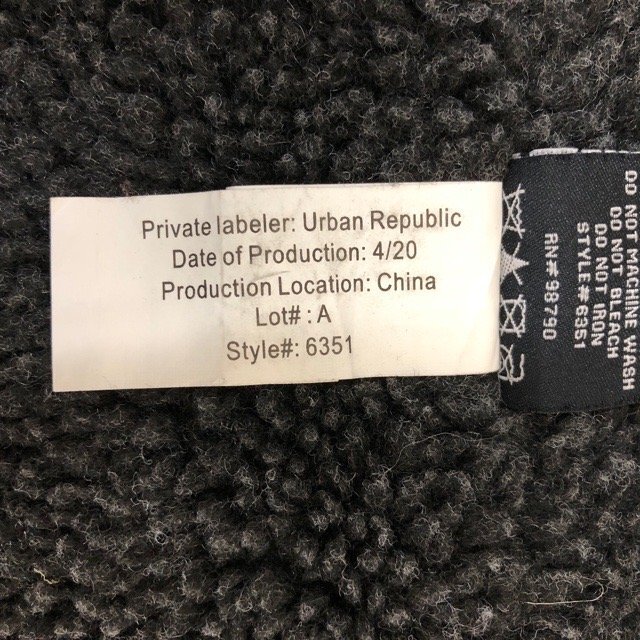 Private labeler: Urban Republic
Date of Production: 4/20
Production Location: China
Lot# : A
Style#: 6351
DO NOT MACHINE WASH
DO NOT BLEACH
DO NOT IRON
STYLE#:6351
RN#98790